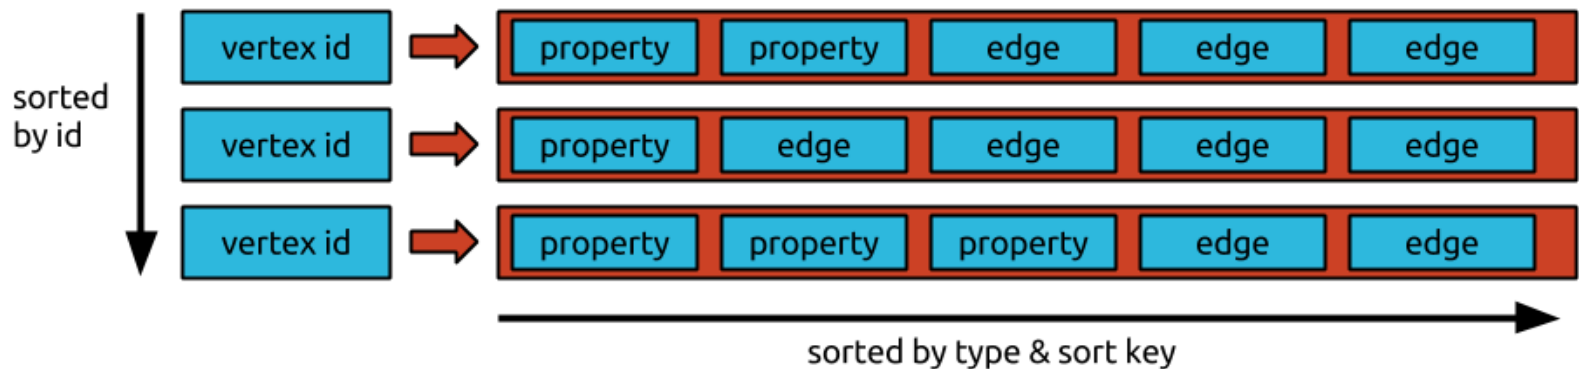 vertex id
property
property
edge
edge
edge
sorted
by id
vertex id
property
edge
edge
edge
edge
vertex id
property
property
property
edge
edge
sorted by type & sort key